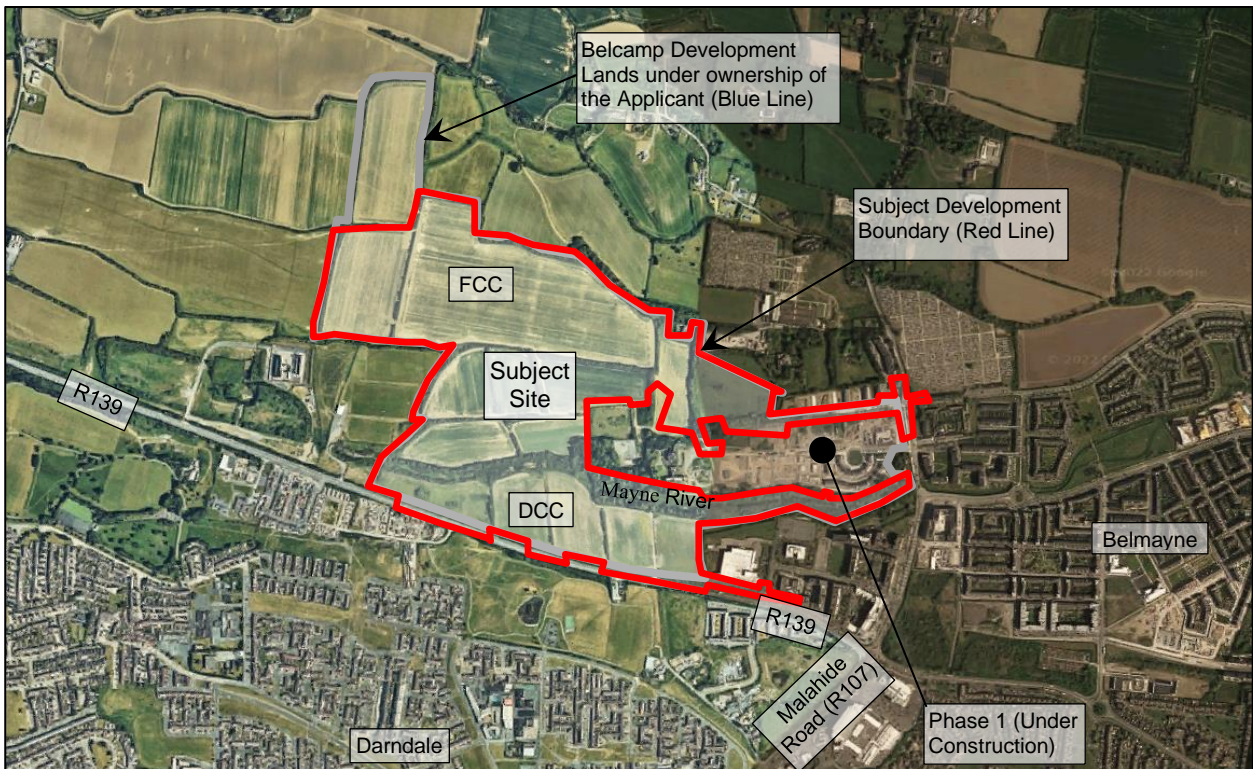 Belcamp Development
Lands under ownership of
the Applicant (Blue Line)
Subject Development
Boundary (Red Line)
FCC
Subject
Site
R139
Mayne River
DCC
Belmayne
R139
Malahide
Road (R107)
Phase 1 (Under
Construction)
Darndale